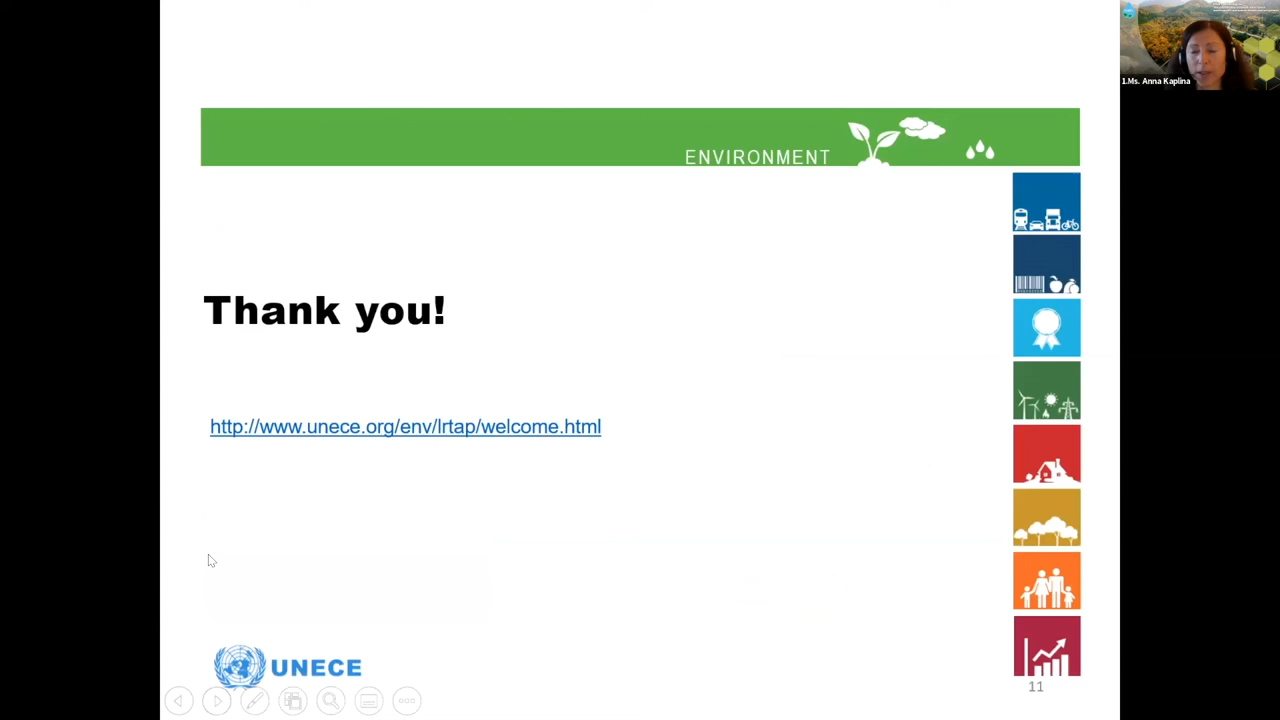 1.Ms. Anna Kaplina
ENVIRONMENT
Thank you!
http://www.unece.org/env/lrtap/welcome.html
UNECE
11